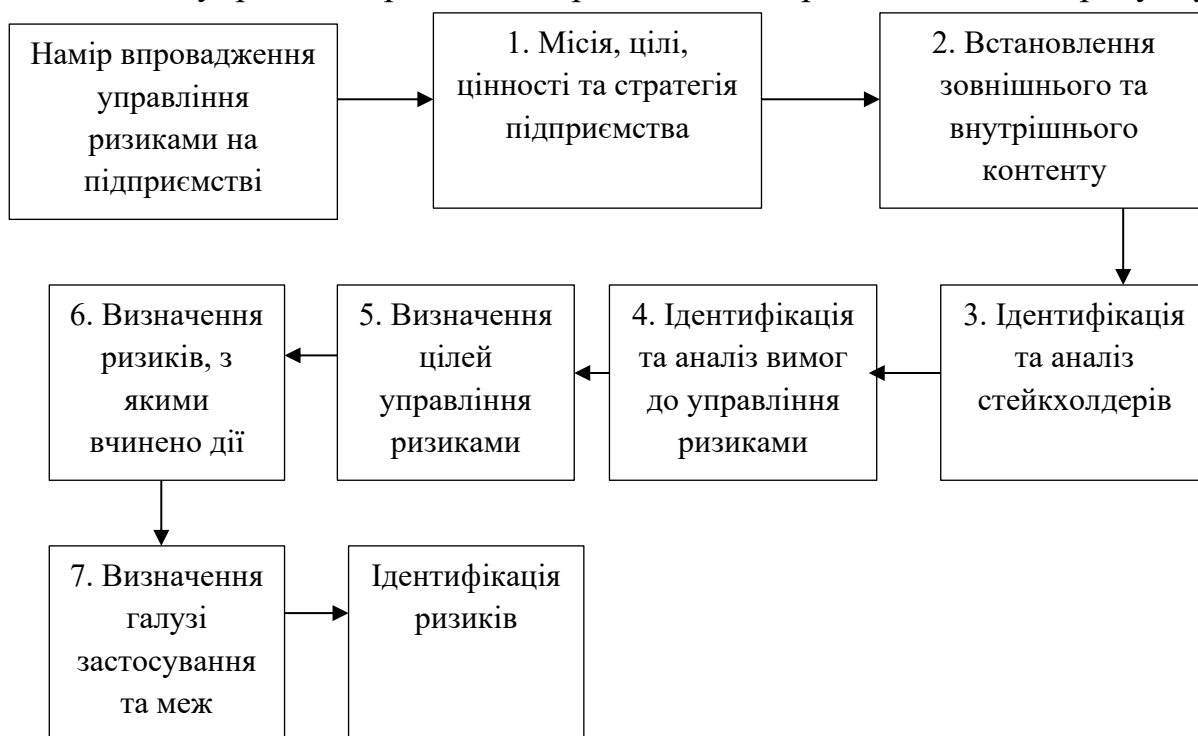 Намір впровадження
управління
ризиками на
підприємстві
1. Місія, цілі,
цінності та стратегія
підприємства
2. Встановлення
зовнішнього та
внутрішнього
контенту
3. Ідентифікація
та аналіз
стейкхолдерів
4. Ідентифікація
та аналіз вимог
до управління
ризиками
5. Визначення
цілей
управління
ризиками
6. Визначення
ризиків, з
якими
вчинено дії
7. Визначення
галузі
застосування
та меж
Ідентифікація
ризиків